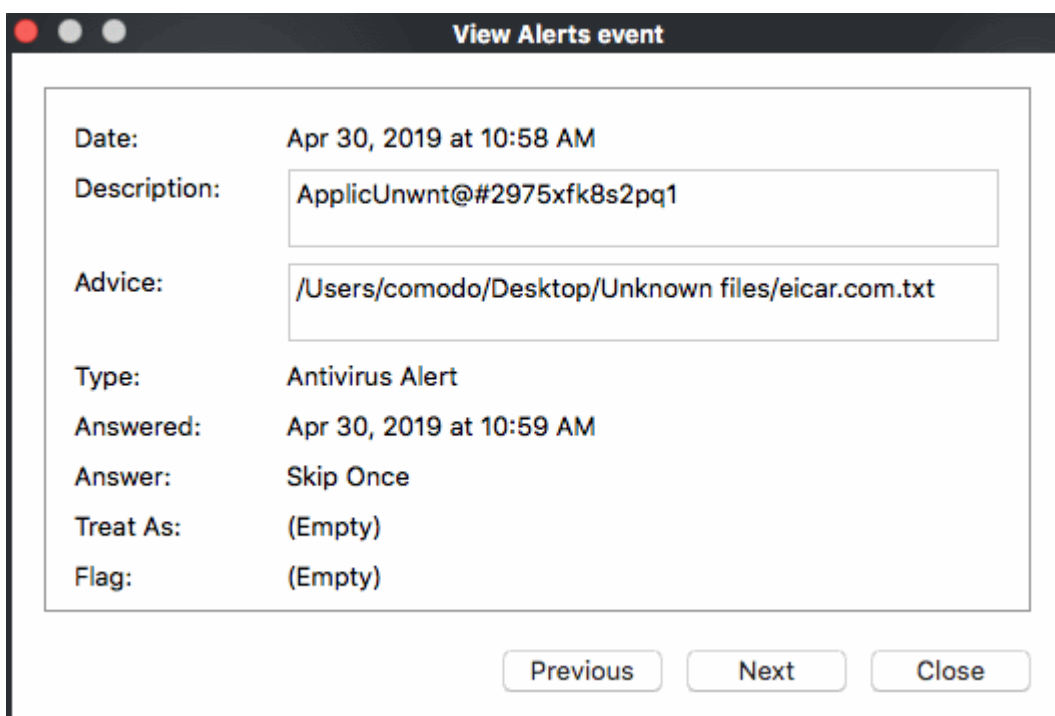 View Alerts event
Date: Apr 30, 2019 at 10:58 AM
Description: ApplicUnwnt@#2975xfk8s2pq1
Advice: /Users/comodo/Desktop/Unknown files/eicar.com.txt
Type: Antivirus Alert
Answered: Apr 30, 2019 at 10:59 AM
Answer: Skip Once
Treat As: (Empty)
Flag: (Empty)
Previous Next Close